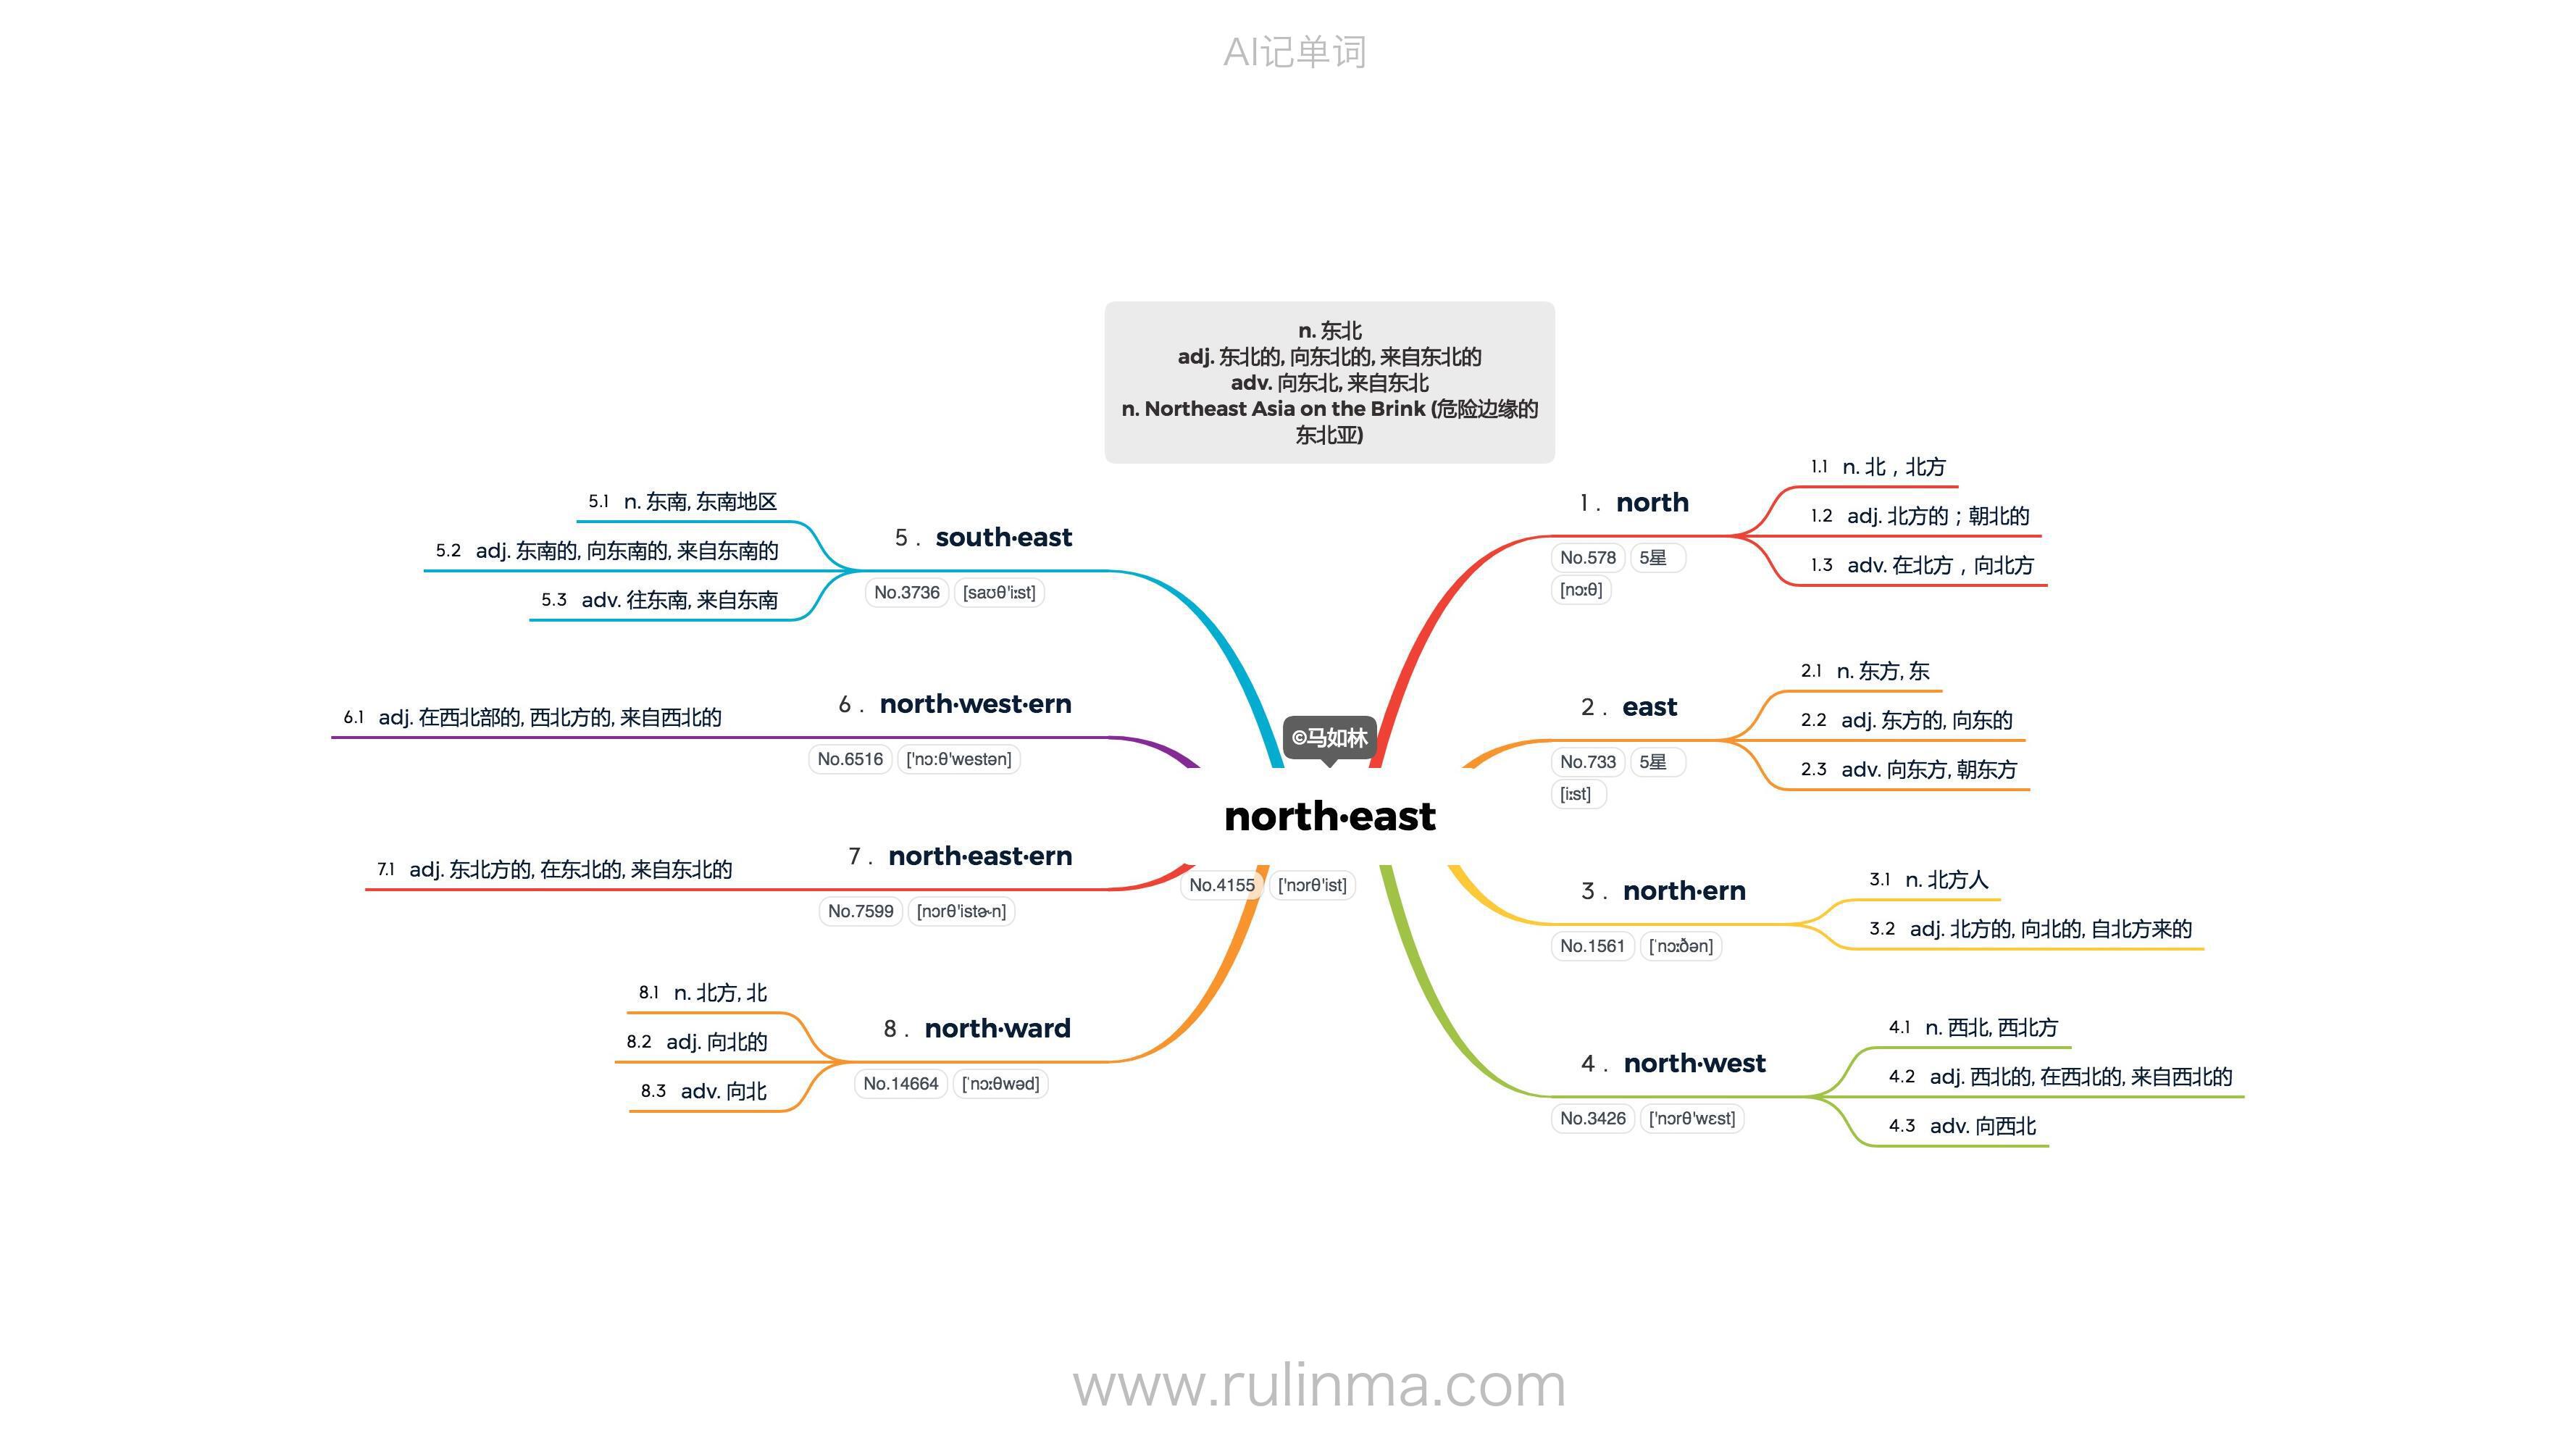 AI记单词
n. 东北
adj. 东北的, 向东北的, 来自东北的
adv. 向东北, 来自东北
n. Northeast Asia on the Brink (危险边缘的
东北亚)
©马如林
north·east
No.4155 ['nɔrθ'ist]
1. north
No.578 5星
[nɔːθ]
1.1 n. 北，北方
1.2 adj. 北方的；朝北的
1.3 adv. 在北方，向北方
2. east
No.733 5星
[iːst]
2.1 n. 东方, 东
2.2 adj. 东方的, 向东的
2.3 adv. 向东方, 朝东方
3. north·ern
No.1561 ['nɔːðən]
3.1 n. 北方人
3.2 adj. 北方的, 向北的, 自北方来的
4. north·west
No.3426 ['nɔrθ'wɛst]
4.1 n. 西北, 西北方
4.2 adj. 西北的, 在西北的, 来自西北的
4.3 adv. 向西北
5. south·east
No.3736 [saʊθ'iːst]
5.1 n. 东南, 东南地区
5.2 adj. 东南的, 向东南的, 来自东南的
5.3 adv. 往东南, 来自东南
6. north·west·ern
No.6516 ['nɔ:θ'westən]
6.1 adj. 在西北部的, 西北方的, 来自西北的
7. north·east·ern
No.7599 [nɔrθ'istɚn]
7.1 adj. 东北方的, 在东北的, 来自东北的
8. north·ward
No.14664 ['nɔːθwəd]
8.1 n. 北方, 北
8.2 adj. 向北的
8.3 adv. 向北
www.rulinma.com